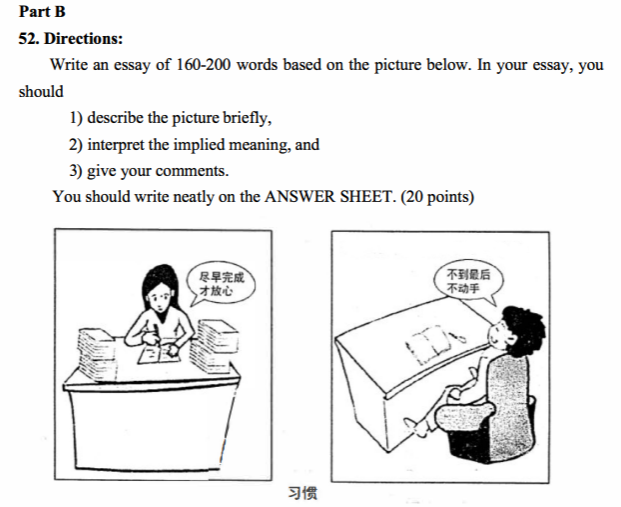 Part B
52. Directions:
Write an essay of 160-200 words based on the picture below. In your essay, you
should
1) describe the picture briefly,
2) interpret the implied meaning, and
3) give your comments.
You should write neatly on the ANSWER SHEET. (20 points)
尽早完成
才放心
不到最后
不动手
习惯